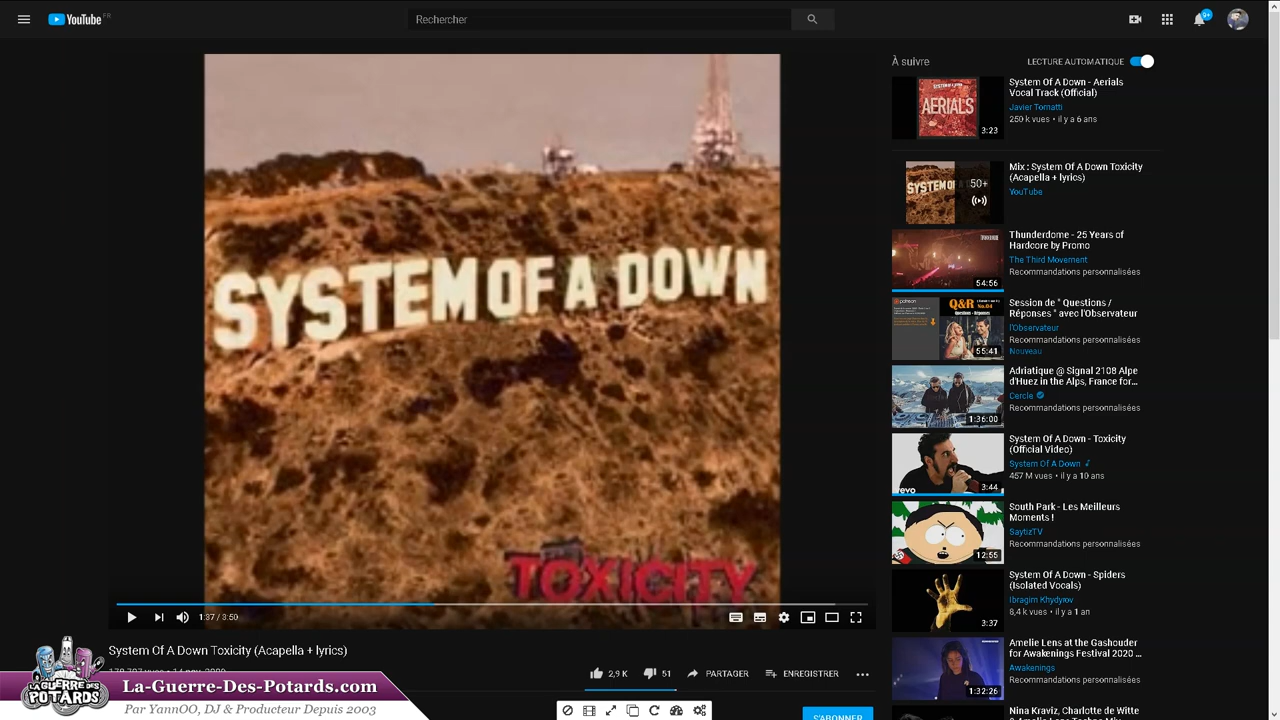 YouTube FR
Rechercher
9+
SYSTEM OF A DOWN
TOXICITY
1:37 / 3:50
System Of A Down Toxicity (Acapella + lyrics)
2,9 K
51
PARTAGER
ENREGISTRER
S'ABONNER
LA GUERRE DES
POTARDS
La-Guerre-Des-Potards.com
Par YannOO, DJ & Producteur Depuis 2003
À suivre
LECTURE AUTOMATIQUE
AERIALS
3:23
System Of A Down - Aerials
Vocal Track (Official)
Javier Tomatti
250 k vues • il y a 6 ans
SYSTEM OF A
50+
Mix : System Of A Down Toxicity
(Acapella + lyrics)
YouTube
54:56
Thunderdome - 25 Years of
Hardcore by Promo
The Third Movement
Recommandations personnalisées
patreon
Q&R
No.04
Questions - Réponses
55:41
Session de " Questions /
Réponses " avec l'Observateur
l'Observateur
Recommandations personnalisées
Nouveau
1:36:00
Adriatique @ Signal 2108 Alpe
d'Huez in the Alps, France for...
Cercle
Recommandations personnalisées
vevo
3:44
System Of A Down - Toxicity
(Official Video)
System Of A Down
457 M vues • il y a 10 ans
12:55
South Park - Les Meilleurs
Moments !
SaytizTV
Recommandations personnalisées
3:37
System Of A Down - Spiders
(Isolated Vocals)
Ibragim Khydyrov
8,4 k vues • il y a 1 an
1:32:26
Amelie Lens at the Gashouder
for Awakenings Festival 2020 ...
Awakenings
Recommandations personnalisées
Nina Kraviz, Charlotte de Witte